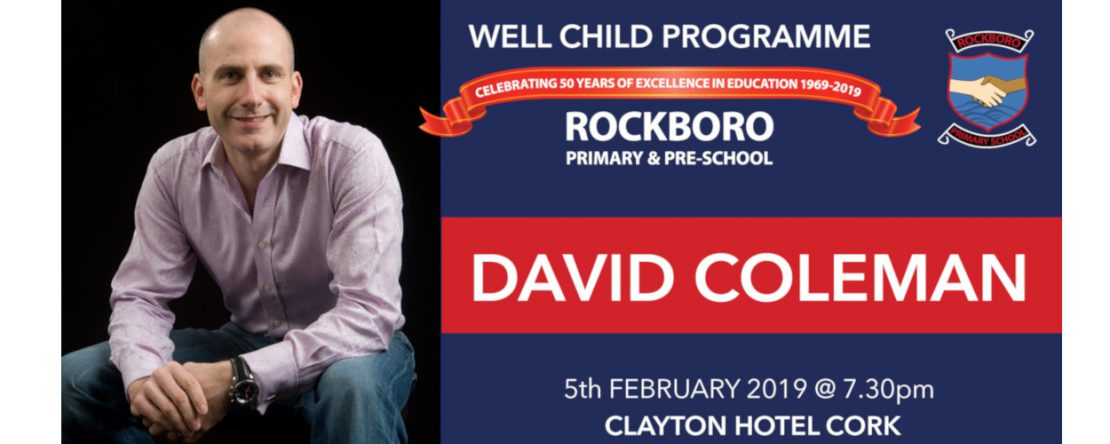 WELL CHILD PROGRAMME
CELEBRATING 50 YEARS OF EXCELLENCE IN EDUCATION 1969-2019
ROCKBORO
PRIMARY & PRE-SCHOOL
ROCKBORO
PRIMARY SCHOOL
DAVID COLEMAN
5th FEBRUARY 2019 @ 7.30pm
CLAYTON HOTEL CORK